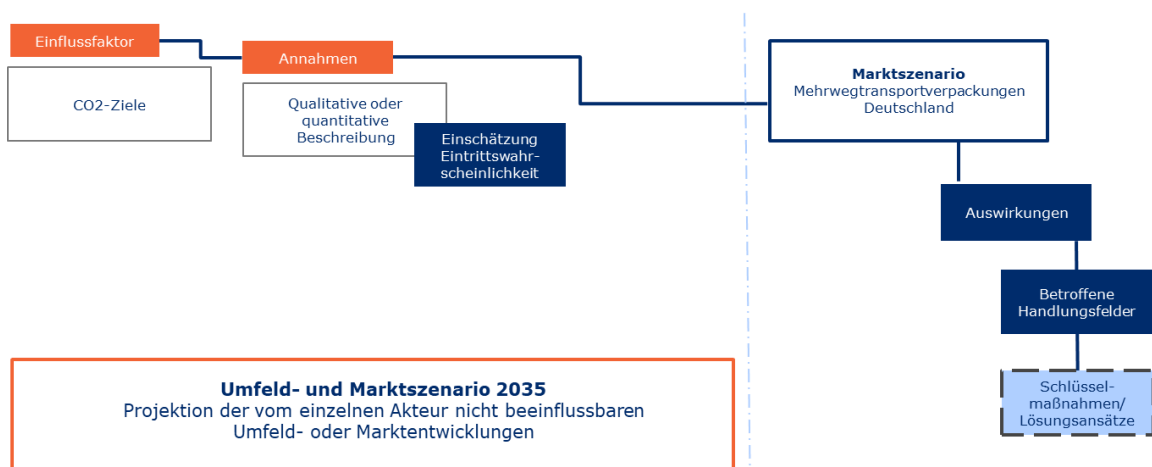 Einflussfaktor
CO2-Ziele
Annahmen
Qualitative oder
quantitative
Beschreibung
Einschätzung
Eintrittswahr-
scheinlichkeit
Marktszenario
Mehrwegtransportverpackungen
Deutschland
Auswirkungen
Betroffene
Handlungsfelder
Schlüssel-
maßnahmen/
Lösungsansätze
Umfeld- und Marktszenario 2035
Projektion der vom einzelnen Akteur nicht beeinflussbaren
Umfeld- oder Marktentwicklungen